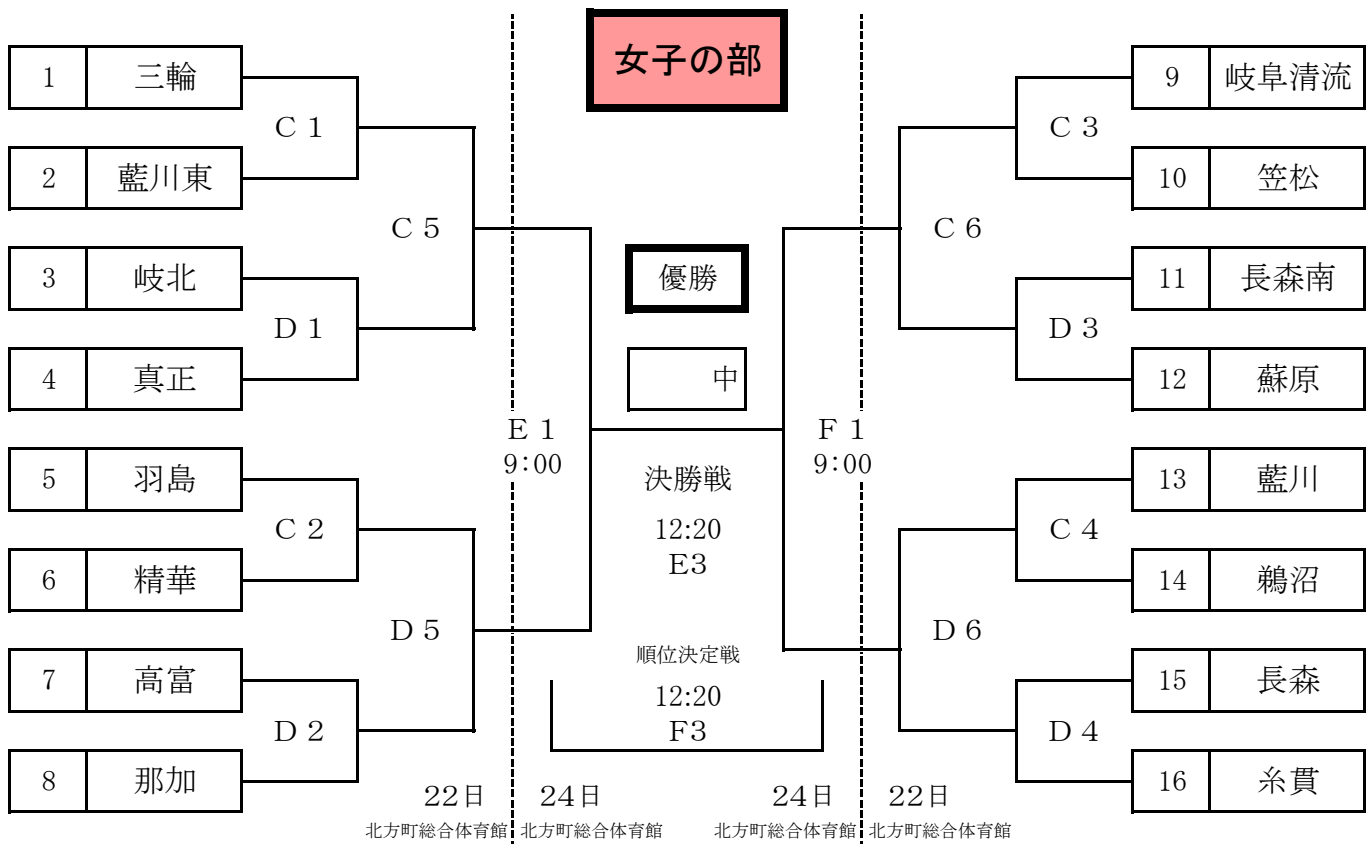 女子の部
1 三輪
C 1
2 藍川東
C 5
3 岐北
D 1
4 真正
E 1
9:00
5 羽島
C 2
6 精華
D 5
7 高富
D 2
8 那加
優勝
中
決勝戦
12:20
E3
順位決定戦
12:20
F3
9 岐阜清流
C 3
10 笠松
C 6
11 長森南
D 3
12 蘇原
F 1
9:00
13 藍川
C 4
14 鵜沼
D 6
15 長森
D 4
16 糸貫
22日 24日 24日 22日
北方町総合体育館 北方町総合体育館 北方町総合体育館 北方町総合体育館